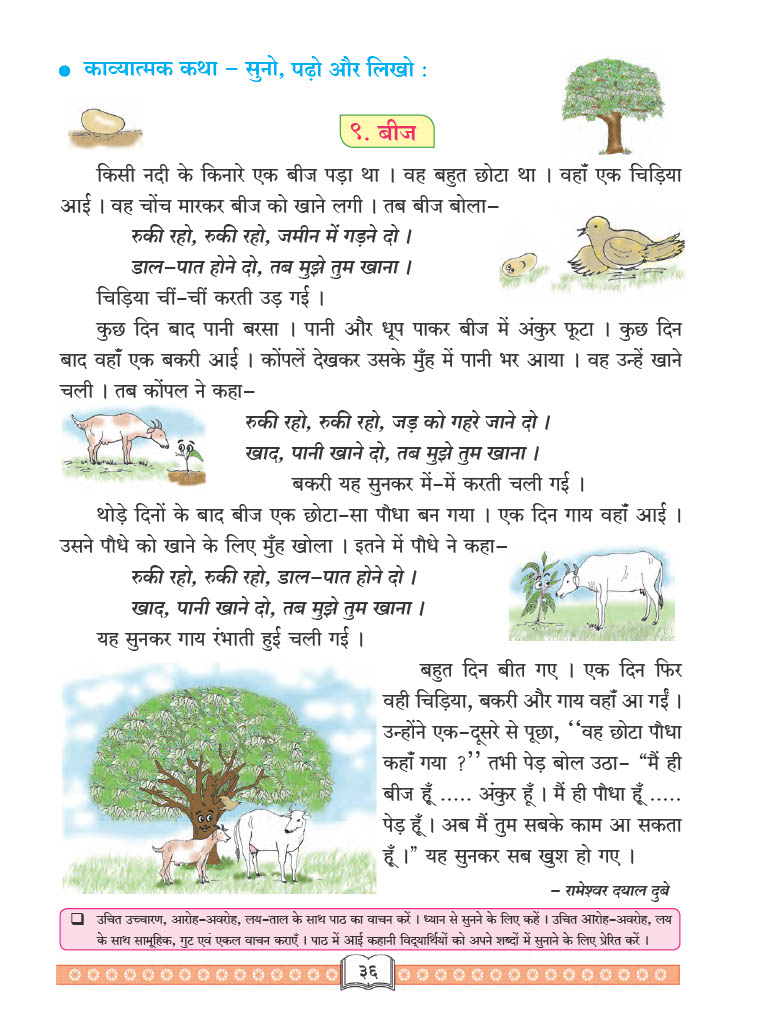 • काव्यात्मक कथा – सुनो, पढ़ो और लिखो :
९. बीज
किसी नदी के किनारे एक बीज पड़ा था । वह बहुत छोटा था । वहाँ एक चिड़िया
आई । वह चोंच मारकर बीज को खाने लगी । तब बीज बोला–
रुकी रहो, रुकी रहो, जमीन में गड़ने दो ।
डाल–पात होने दो, तब मुझे तुम खाना ।
चिड़िया चीं–चीं करती उड़ गई ।
कुछ दिन बाद पानी बरसा । पानी और धूप पाकर बीज में अंकुर फूटा । कुछ दिन
बाद वहाँ एक बकरी आई । कोंपलें देखकर उसके मुँह में पानी भर आया । वह उन्हें खाने
चली । तब कोंपल ने कहा–
रुकी रहो, रुकी रहो, जड़ को गहरे जाने दो ।
खाद, पानी खाने दो, तब मुझे तुम खाना ।
बकरी यह सुनकर में–में करती चली गई ।
थोड़े दिनों के बाद बीज एक छोटा–सा पौधा बन गया । एक दिन गाय वहाँ आई ।
उसने पौधे को खाने के लिए मुँह खोला । इतने में पौधे ने कहा–
रुकी रहो, रुकी रहो, डाल–पात होने दो ।
खाद, पानी खाने दो, तब मुझे तुम खाना ।
यह सुनकर गाय रंभाती हुई चली गई ।
बहुत दिन बीत गए । एक दिन फिर
वही चिड़िया, बकरी और गाय वहाँ आ गईं ।
उन्होंने एक–दूसरे से पूछा, ‘‘वह छोटा पौधा
कहाँ गया ?’’ तभी पेड़ बोल उठा– “मैं ही
बीज हूँ ..... अंकुर हूँ । मैं ही पौधा हूँ .....
पेड़ हूँ । अब मैं तुम सबके काम आ सकता
हूँ ।” यह सुनकर सब खुश हो गए ।
– रामेश्वर दयाल दुबे
❑ उचित उच्चारण, आरोह–अवरोह, लय–ताल के साथ पाठ का वाचन करें । ध्यान से सुनने के लिए कहें । उचित आरोह–अवरोह, लय
के साथ सामूहिक, गुट एवं एकल वाचन कराएँ । पाठ में आई कहानी विद्‌यार्थियों को अपने शब्दों में सुनाने के लिए प्रेरित करें ।
३६